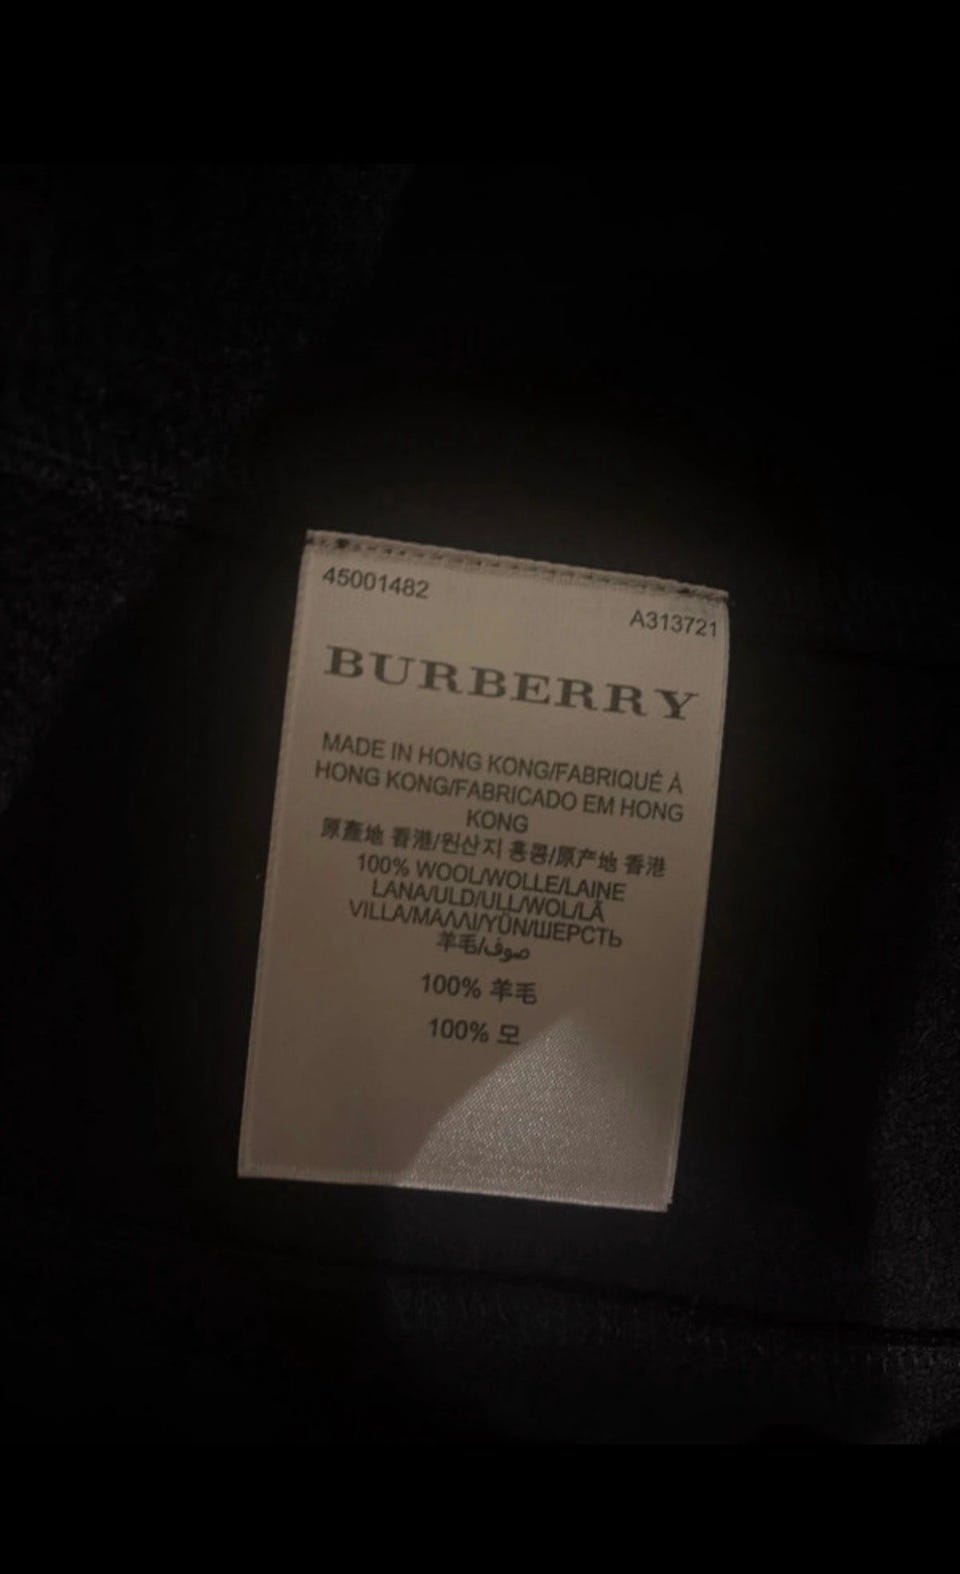 45001482
A313721
BURBERRY
MADE IN HONG KONG/FABRIQUÉ À
HONG KONG/FABRICADO EM HONG
KONG
原產地 香港/원산지 홍콩/原产地 香港
100% WOOL/WOLLE/LAINE
LANA/ULD/ULL/WOL/LÃ
VILLA/ΜΑΛΛΙ/YÜN/ШЕРСТЬ
羊毛/صوف
100% 羊毛
100% 모